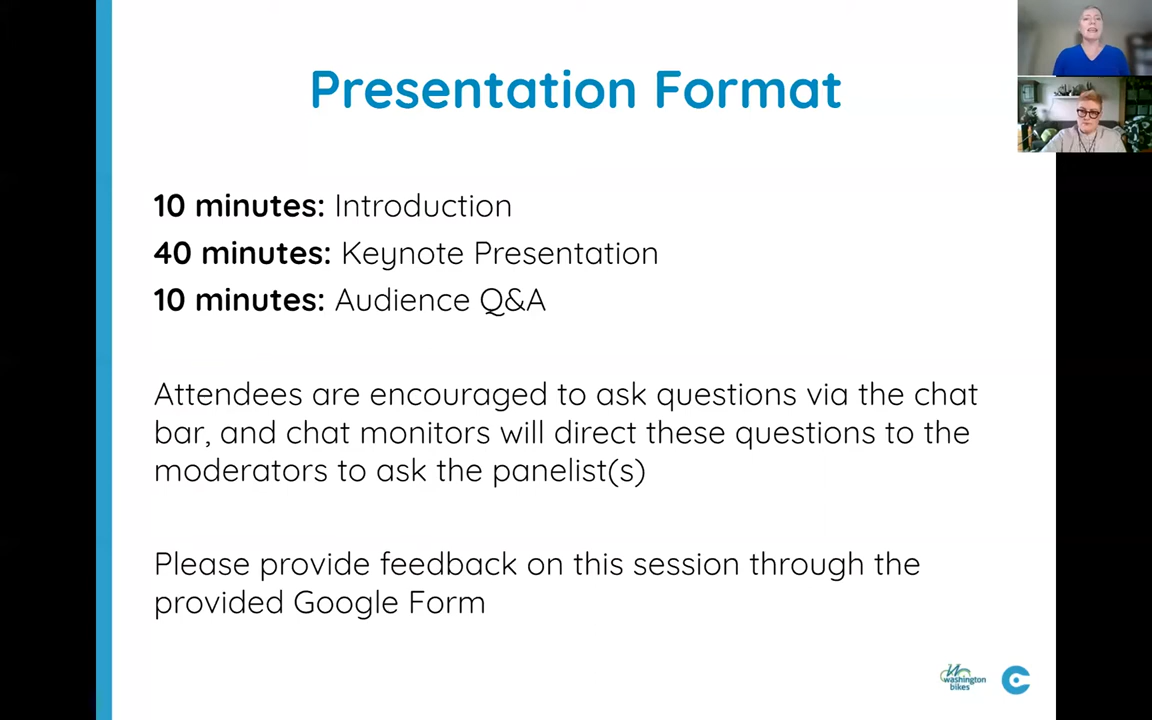 Presentation Format
10 minutes: Introduction
40 minutes: Keynote Presentation
10 minutes: Audience Q&A
Attendees are encouraged to ask questions via the chat
bar, and chat monitors will direct these questions to the
moderators to ask the panelist(s)
Please provide feedback on this session through the
provided Google Form
washington
bikes